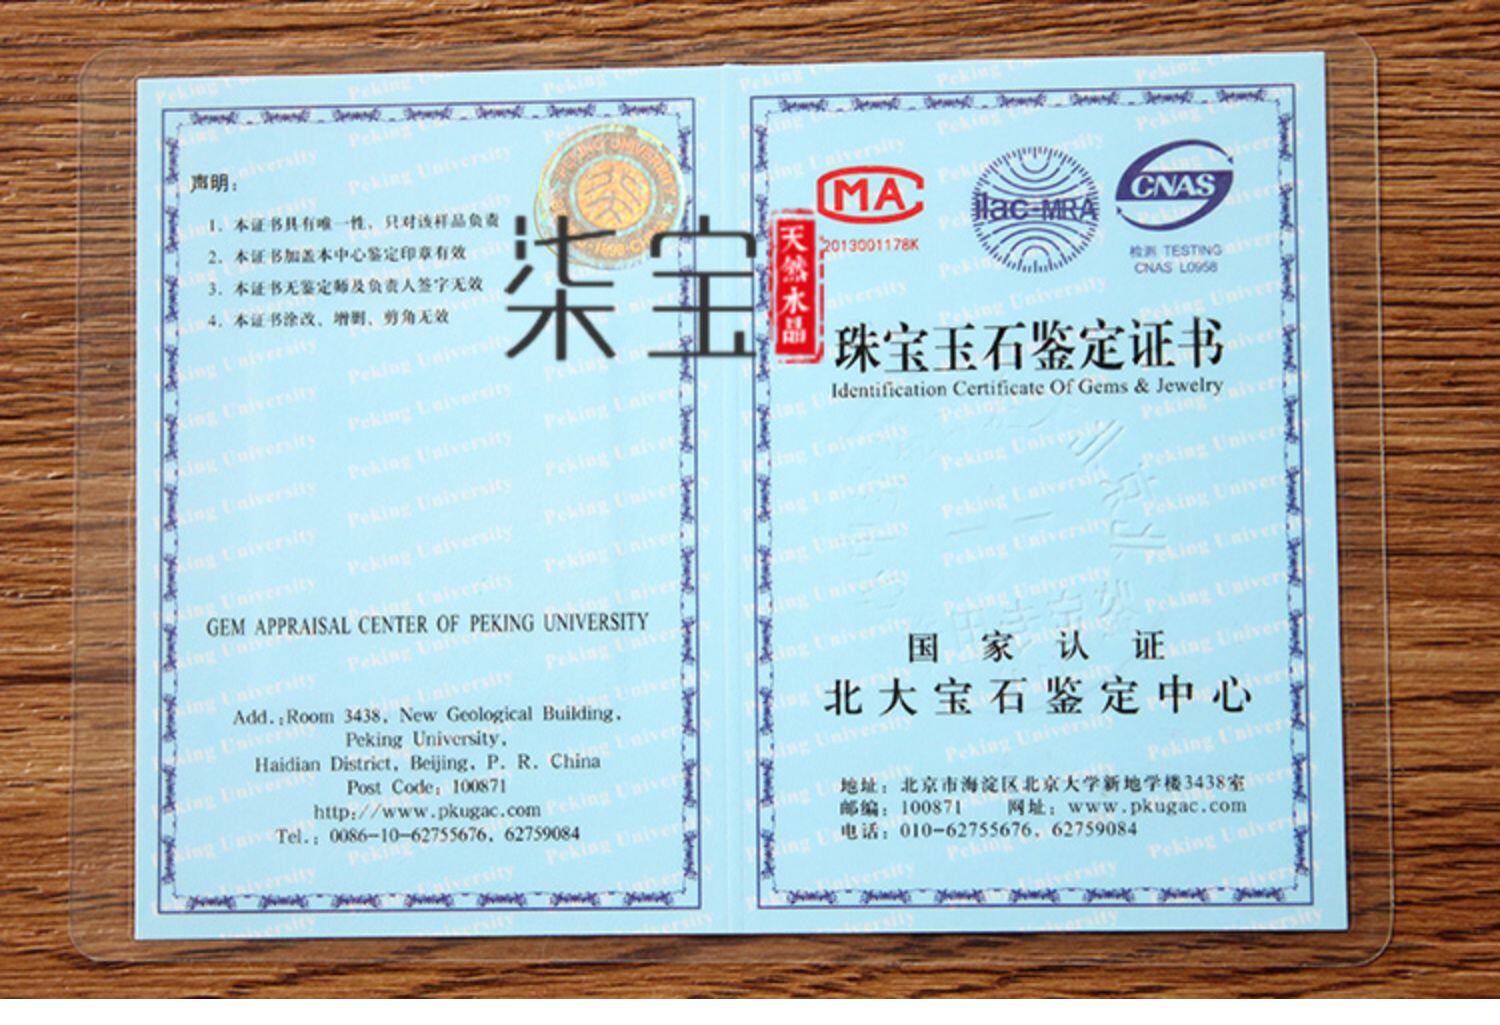 声明：
1．本证书具有唯一性，只对该样品负责
2．本证书加盖本中心鉴定印章有效
3．本证书无鉴定师及负责人签字无效
4．本证书涂改、增删、剪角无效
PEKING UNIVERSITY
1898
柒宝
天然水晶
GEM APPRAISAL CENTER OF PEKING UNIVERSITY
Add.:Room 3438, New Geological Building,
Peking University,
Haidian District, Beijing, P. R. China
Post Code: 100871
http://www.pkugac.com
Tel.: 0086-10-62755676, 62759084
MA
2013001178K
ilac-MRA
CNAS
检测 TESTING
CNAS L0958
珠宝玉石鉴定证书
Identification Certificate Of Gems & Jewelry
国家认证
北大宝石鉴定中心
地址：北京市海淀区北京大学新地学楼3438室
邮编：100871 网址：www.pkugac.com
电话：010-62755676, 62759084
Peking University